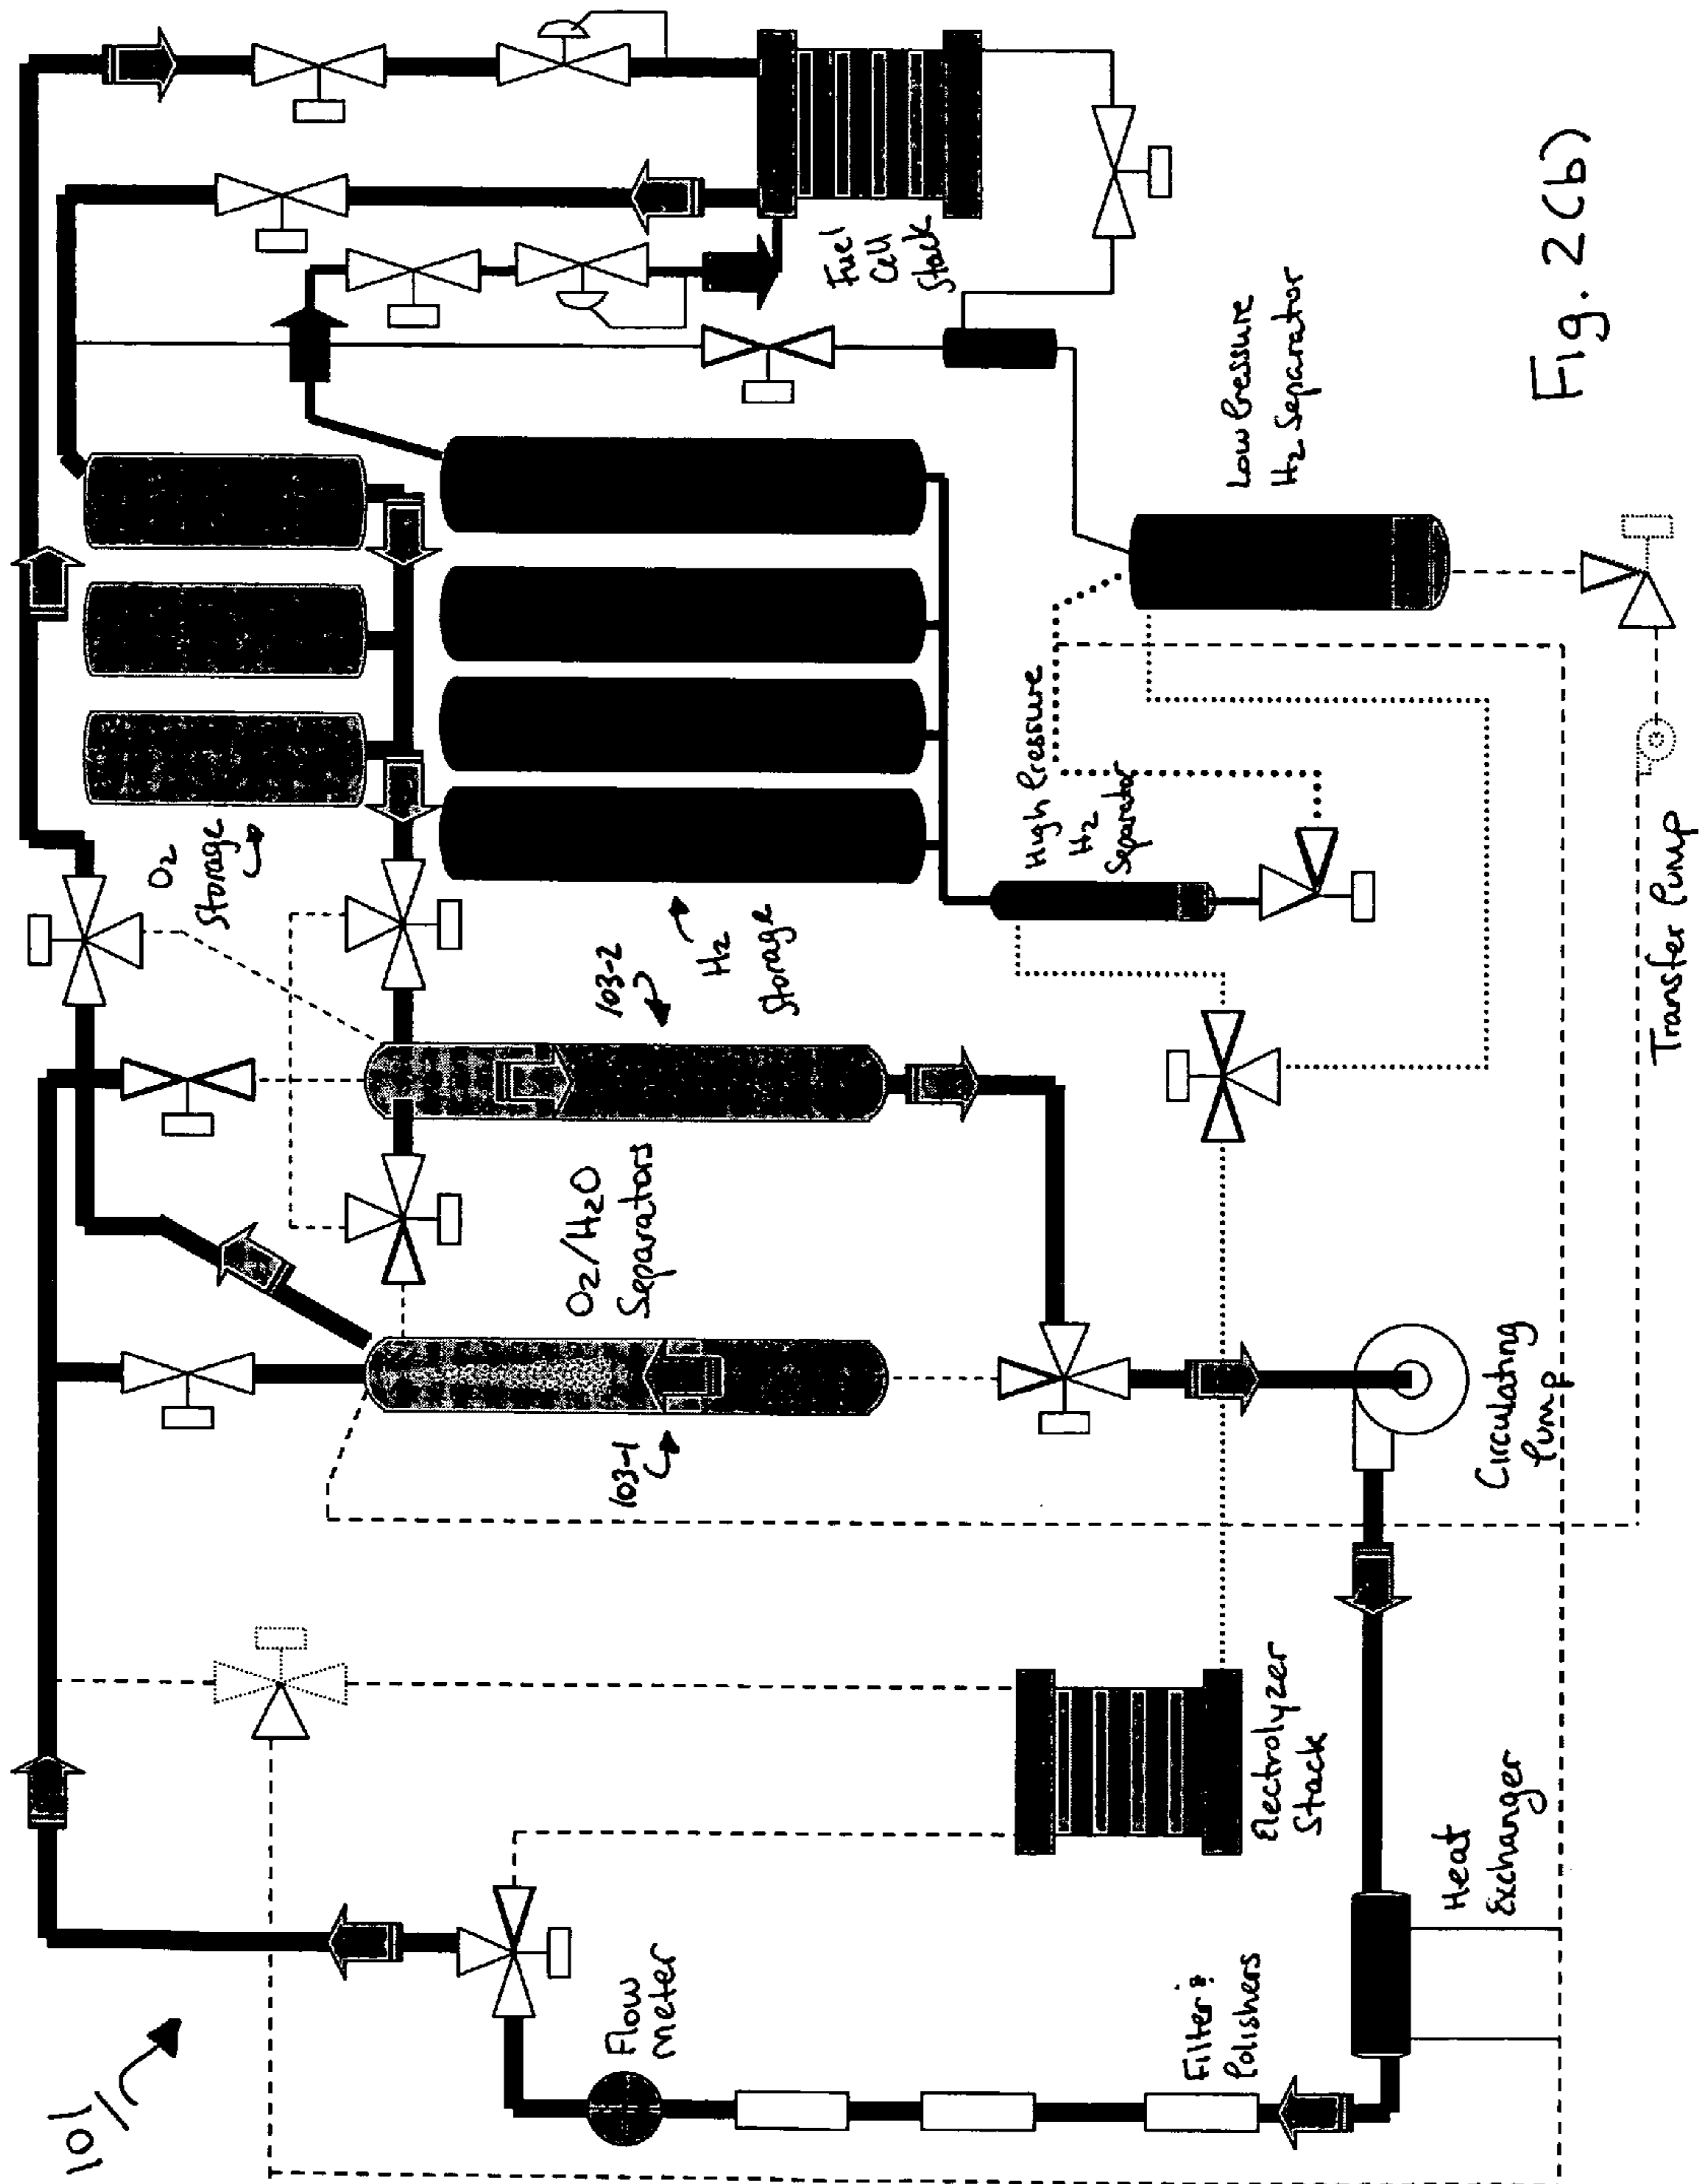 101
O2
Storage
103-2
H2
Storage
O2/H2O
Separators
103-1
Fuel
Cell
Stack
High Pressure
H2
Separator
Low Pressure
H2 Separator
Flow
meter
Filter &
Polishers
Electrolyzer
Stack
Heat
Exchanger
Circulating
Pump
Transfer Pump
Fig. 2(b)